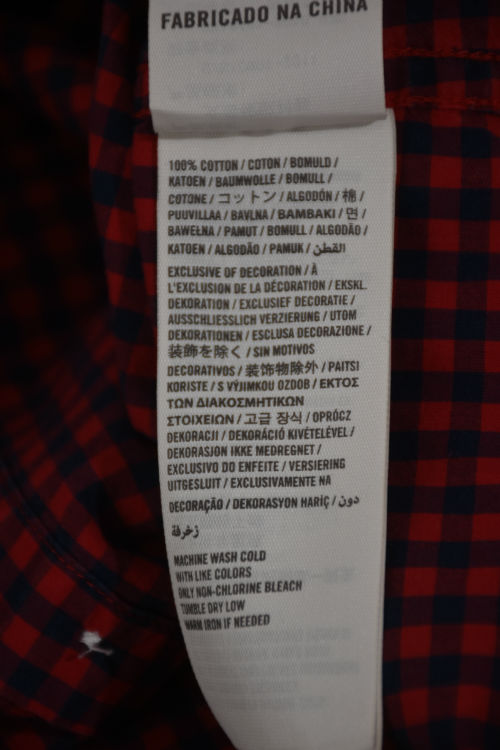 FABRICADO NA CHINA
100% COTTON / COTON / BOMULD /
KATOEN / BAUMWOLLE / BOMULL /
COTONE / コットン / ALGODÓN / 棉 /
PUUVILLAA / BAVLNA / BAMBAKI / 면 /
BAWEŁNA / PAMUT / BOMULL / ALGODÃO /
KATOEN / ALGODÃO / PAMUK / القطن
EXCLUSIVE OF DECORATION / À
L'EXCLUSION DE LA DÉCORATION / EKSKL.
DEKORATION / EXCLUSIEF DECORATIE /
AUSSCHLIESSLICH VERZIERUNG / UTOM
DEKORATIONEN / ESCLUSA DECORAZIONE /
装飾を除く / SIN MOTIVOS
DECORATIVOS / 装饰物除外 / PAITSI
KORISTE / S VÝJIMKOU OZDOB / ΕΚΤΟΣ
ΤΩΝ ΔΙΑΚΟΣΜΗΤΙΚΩΝ
ΣΤΟΙΧΕΙΩΝ / 고급 장식 / OPRÓCZ
DEKORACJI / DEKORÁCIÓ KIVÉTELÉVEL /
DEKORASJON IKKE MEDREGNET /
EXCLUSIVO DO ENFEITE / VERSIERING
UITGESLUIT / EXCLUSIVAMENTE NA
DECORAÇÃO / DEKORASYON HARİÇ / دون
زخرفة
MACHINE WASH COLD
WITH LIKE COLORS
ONLY NON-CHLORINE BLEACH
TUMBLE DRY LOW
WARM IRON IF NEEDED